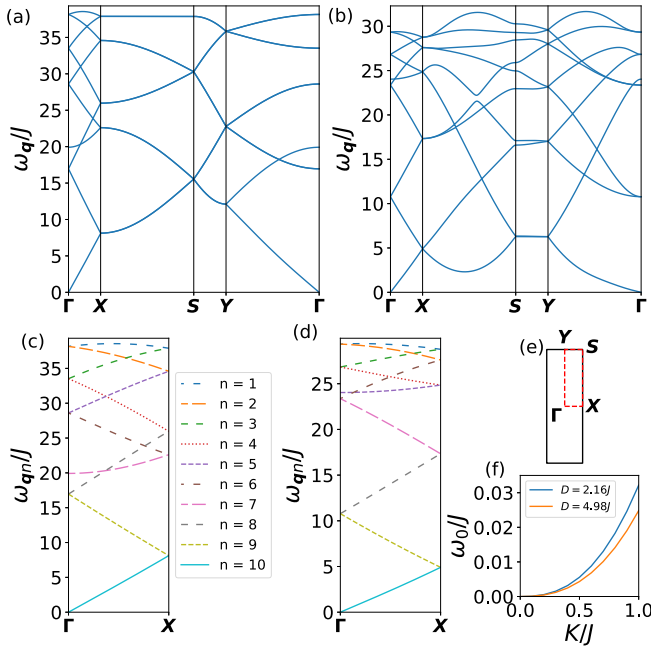 (a)
ω_q/J
35
30
25
20
15
10
5
0
Γ X S Y Γ
(b)
ω_q/J
30
25
20
15
10
5
0
Γ X S Y Γ
(c)
ω_qn/J
35
30
25
20
15
10
5
0
Γ X
n = 1
n = 2
n = 3
n = 4
n = 5
n = 6
n = 7
n = 8
n = 9
n = 10
(d)
ω_qn/J
25
20
15
10
5
0
Γ X
(e)
Y S
Γ X
(f)
ω_0/J
0.03
0.02
0.01
0.00
D = 2.16J
D = 4.98J
0.0 0.5 1.0
K/J